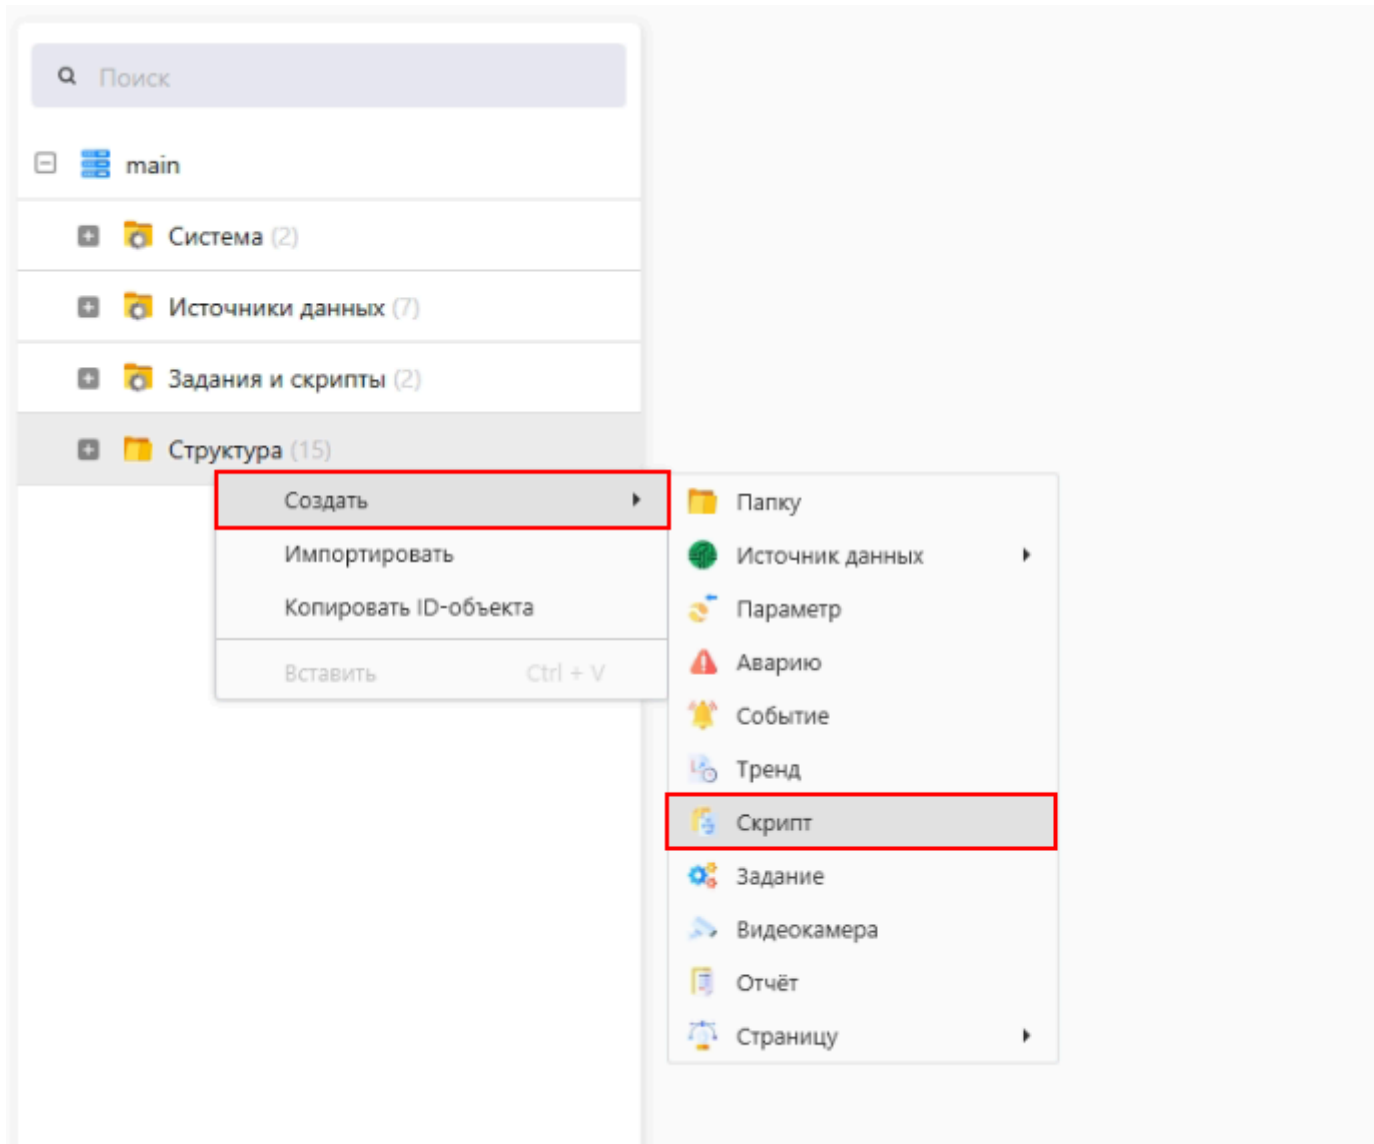 Поиск
main
Система (2)
Источники данных (7)
Задания и скрипты (2)
Структура (15)
Создать
Импортировать
Копировать ID-объекта
Вставить Ctrl + V
Папку
Источник данных
Параметр
Аварию
Событие
Тренд
Скрипт
Задание
Видеокамера
Отчёт
Страницу